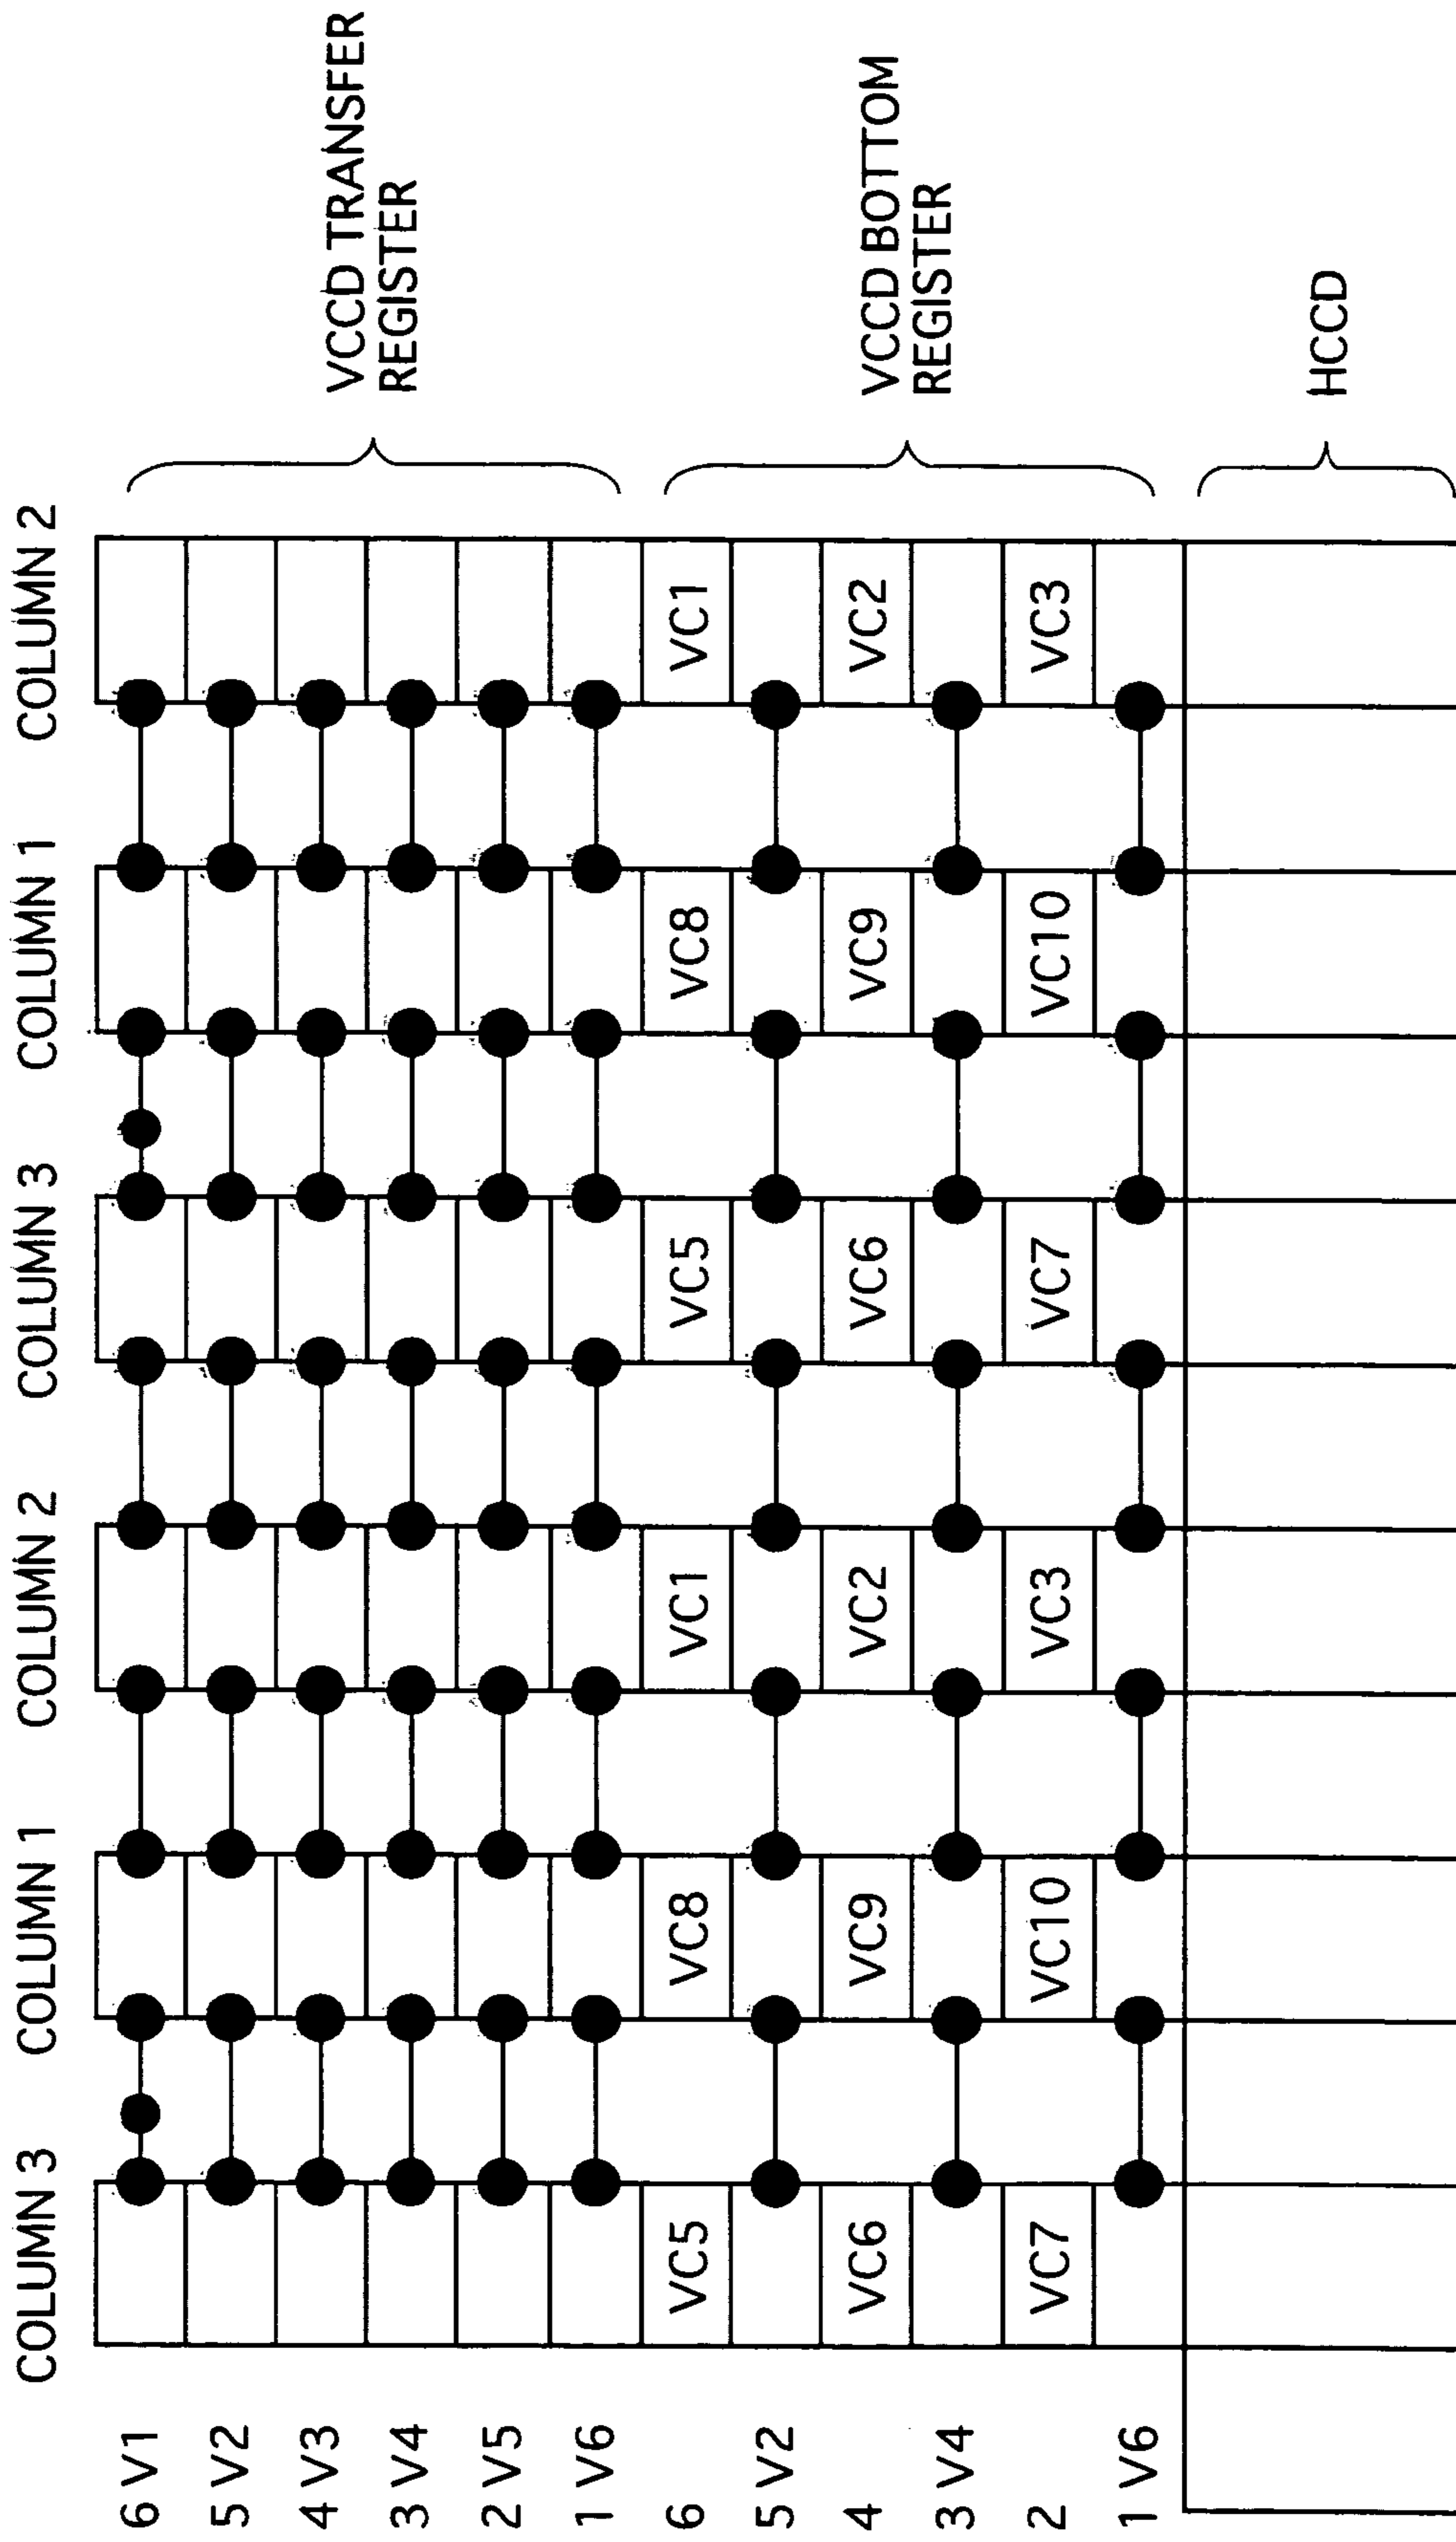 COLUMN 3 COLUMN 1 COLUMN 2 COLUMN 3 COLUMN 1 COLUMN 2
6 V1
5 V2
4 V3
3 V4
2 V5
1 V6
VCCD TRANSFER
REGISTER
6 VC5 VC8 VC1 VC5 VC8 VC1
5 V2
4 VC6 VC9 VC2 VC6 VC9 VC2
3 V4
2 VC7 VC10 VC3 VC7 VC10 VC3
1 V6
VCCD BOTTOM
REGISTER
HCCD